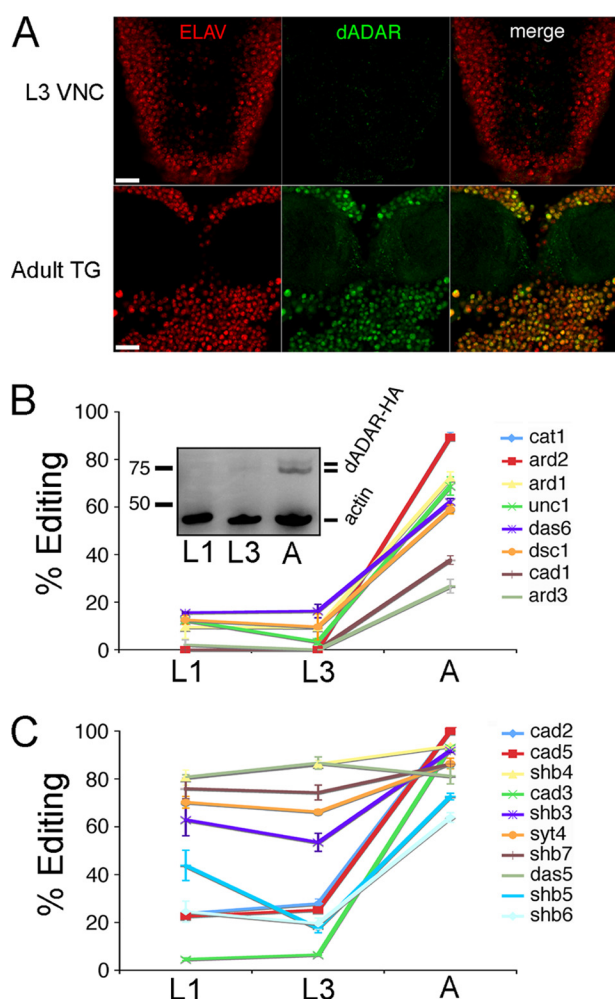 A
ELAV
dADAR
merge
L3 VNC
Adult TG
B
100
80
60
40
20
0
% Editing
75
50
dADAR-HA
actin
L1
L3
A
L1
L3
A
cat1
ard2
ard1
unc1
das6
dsc1
cad1
ard3
C
100
80
60
40
20
0
% Editing
L1
L3
A
cad2
cad5
shb4
cad3
shb3
syt4
shb7
das5
shb5
shb6